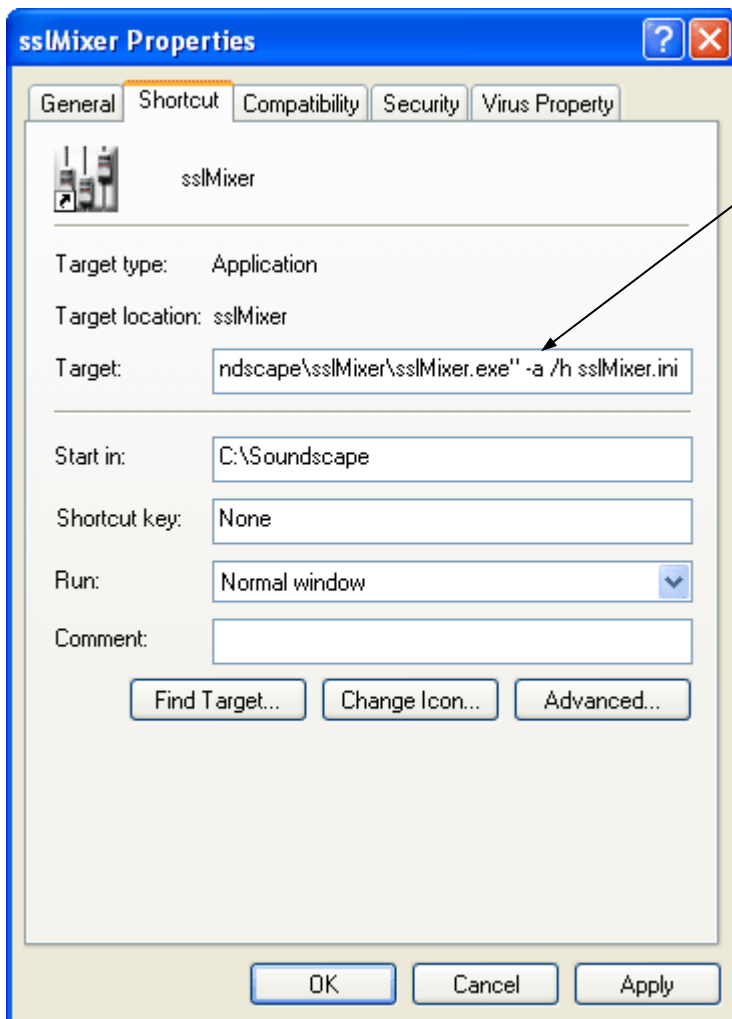 sslMixer Properties
General Shortcut Compatibility Security Virus Property
sslMixer
Target type: Application
Target location: sslMixer
Target: ndscape\sslMixer\sslMixer.exe" -a /h sslMixer.ini
Start in: C:\Soundscape
Shortcut key: None
Run: Normal window
Comment:
Find Target... Change Icon... Advanced...
OK Cancel Apply